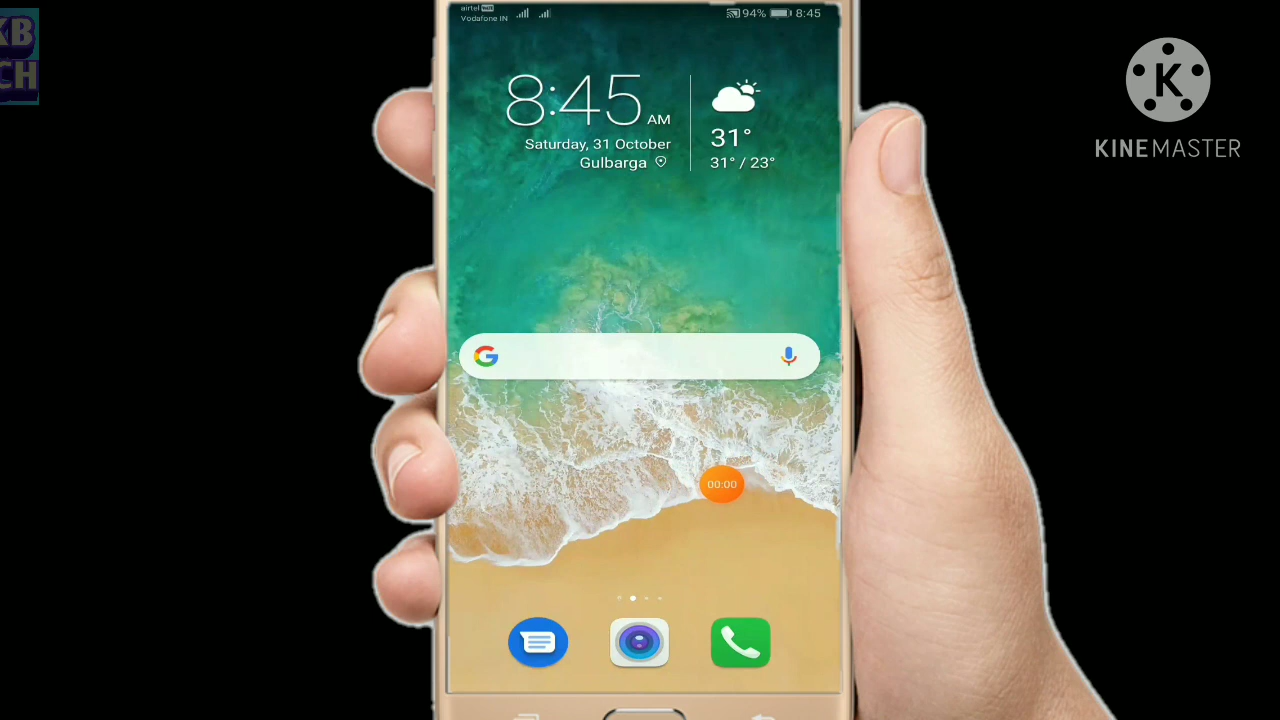 KB
CH
airtel
Vodafone IN
94%
8:45
8:45 AM
Saturday, 31 October
Gulbarga
31°
31° / 23°
K
KINEMASTER
00:00